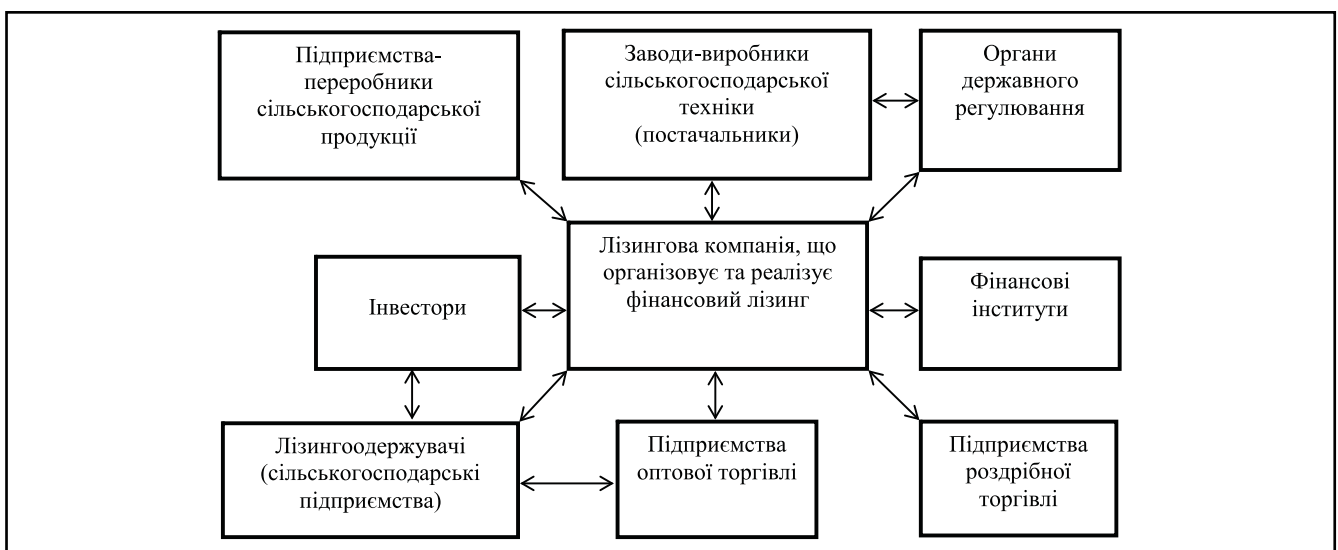 Підприємства-
переробники
сільськогосподарської
продукції
Заводи-виробники
сільськогосподарської
техніки
(постачальники)
Органи
державного
регулювання
Лізингова компанія, що
організовує та реалізує
фінансовий лізинг
Інвестори
Фінансові
інститути
Лізингоодержувачі
(сільськогосподарські
підприємства)
Підприємства
оптової торгівлі
Підприємства
роздрібної
торгівлі